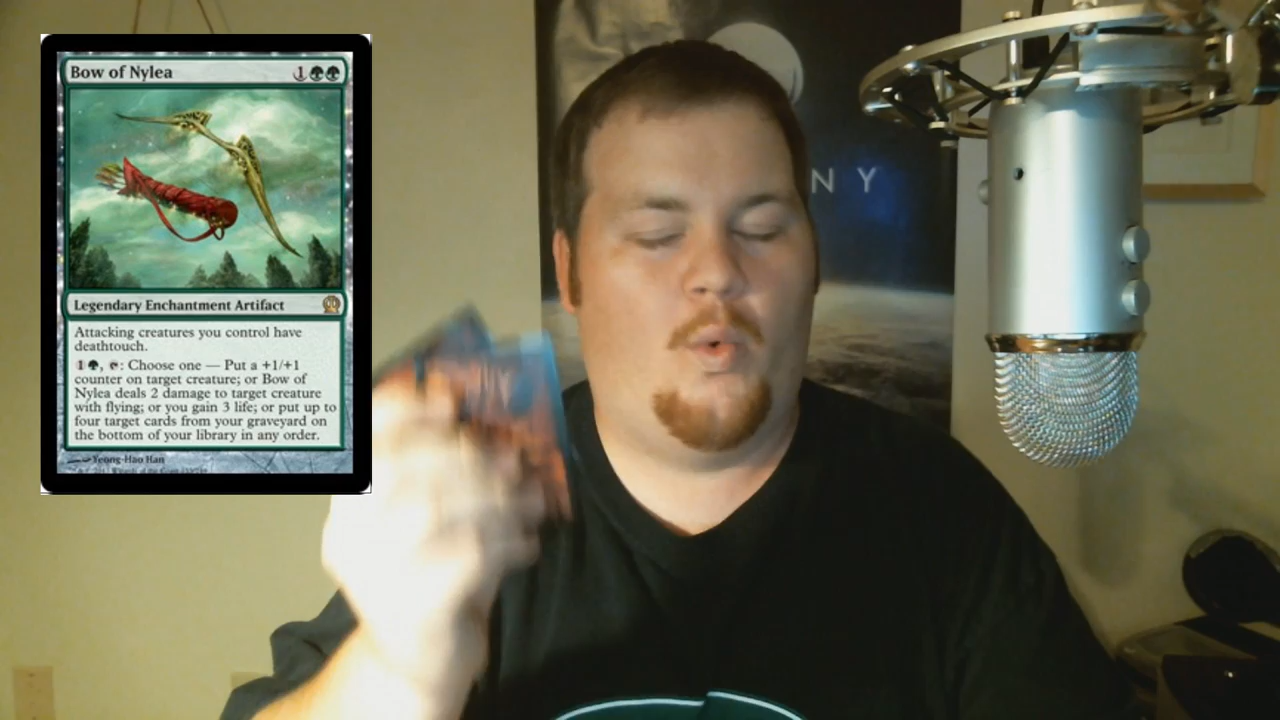 Bow of Nylea 1
Legendary Enchantment Artifact
Attacking creatures you control have
deathtouch.
1 , : Choose one — Put a +1/+1
counter on target creature; or Bow of
Nylea deals 2 damage to target creature
with flying; or you gain 3 life; or put up to
four target cards from your graveyard on
the bottom of your library in any order.
Yeong-Hao Han
NY